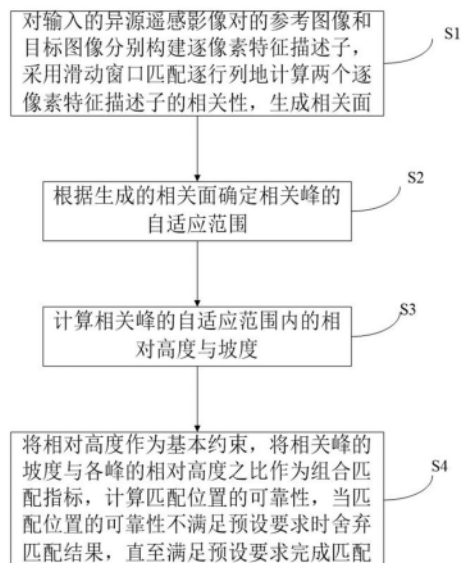 对输入的异源遥感影像对的参考图像和
目标图像分别构建逐像素特征描述子，
采用滑动窗口匹配逐行列地计算两个逐
像素特征描述子的相关性，生成相关面
S1
根据生成的相关面确定相关峰的
自适应范围
S2
计算相关峰的自适应范围内的相
对高度与坡度
S3
将相对高度作为基本约束，将相关峰的
坡度与各峰的相对高度之比作为组合匹
配指标，计算匹配位置的可靠性，当匹
配位置的可靠性不满足预设要求时舍弃
匹配结果，直至满足预设要求完成匹配
S4